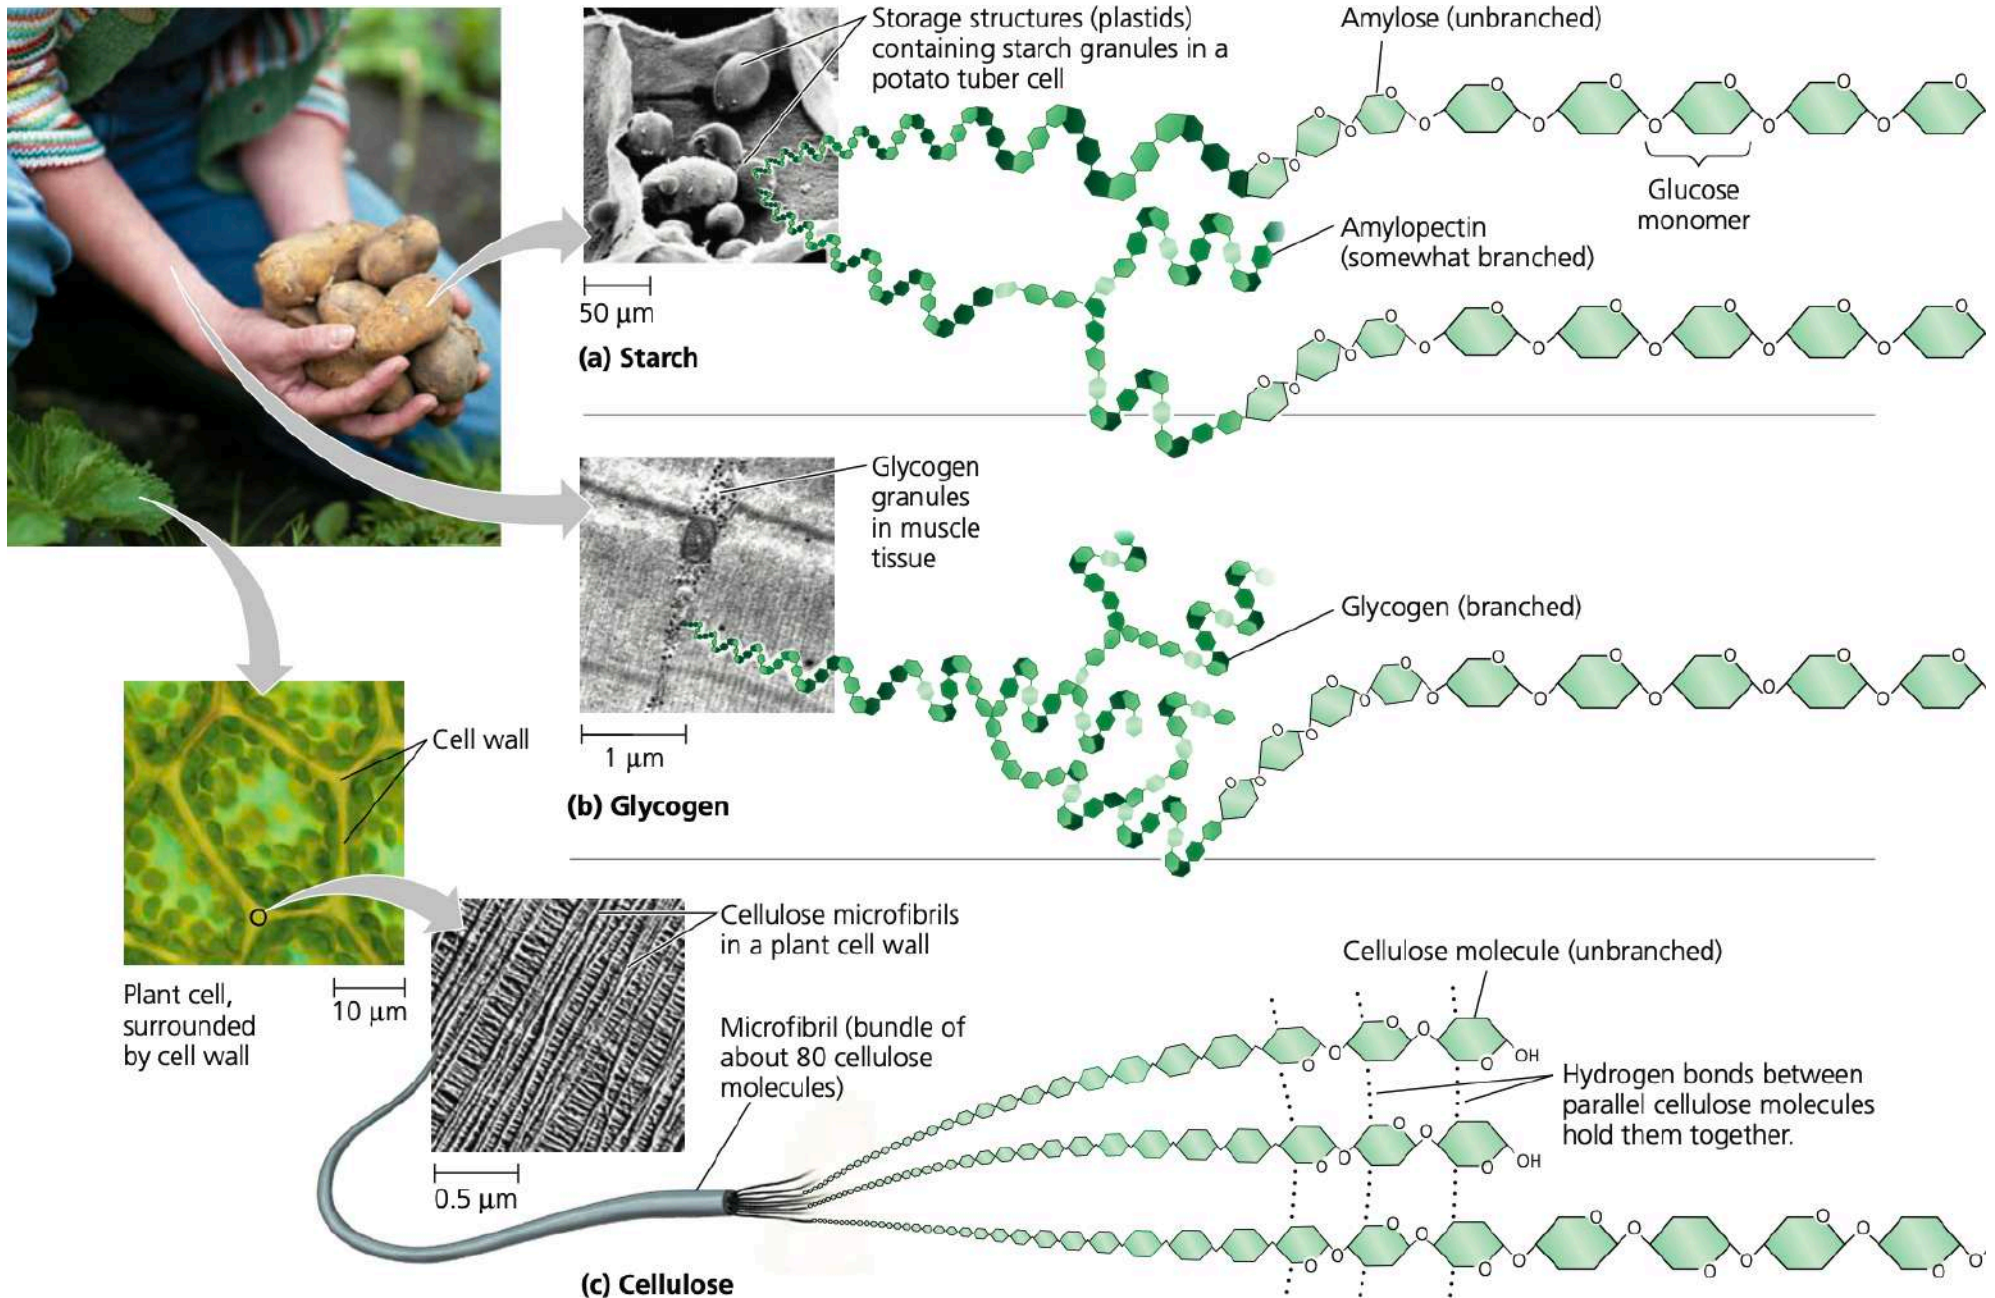 Storage structures (plastids)
containing starch granules in a
potato tuber cell
Amylose (unbranched)
O O O O O O O O
O O O O O O O
Glucose
monomer
Amylopectin
(somewhat branched)
50 µm
(a) Starch
O O O O O O O O
O O O O O O O
Glycogen
granules
in muscle
tissue
Glycogen (branched)
1 µm
(b) Glycogen
O O O O O O O O O
O O O O O O O O
Cell wall
O
Plant cell,
surrounded
by cell wall
10 µm
Cellulose microfibrils
in a plant cell wall
0.5 µm
Microfibril (bundle of
about 80 cellulose
molecules)
Cellulose molecule (unbranched)
O O O O O OH
Hydrogen bonds between
parallel cellulose molecules
hold them together.
O O O O O OH
O O O O O O O O O O O O O
(c) Cellulose